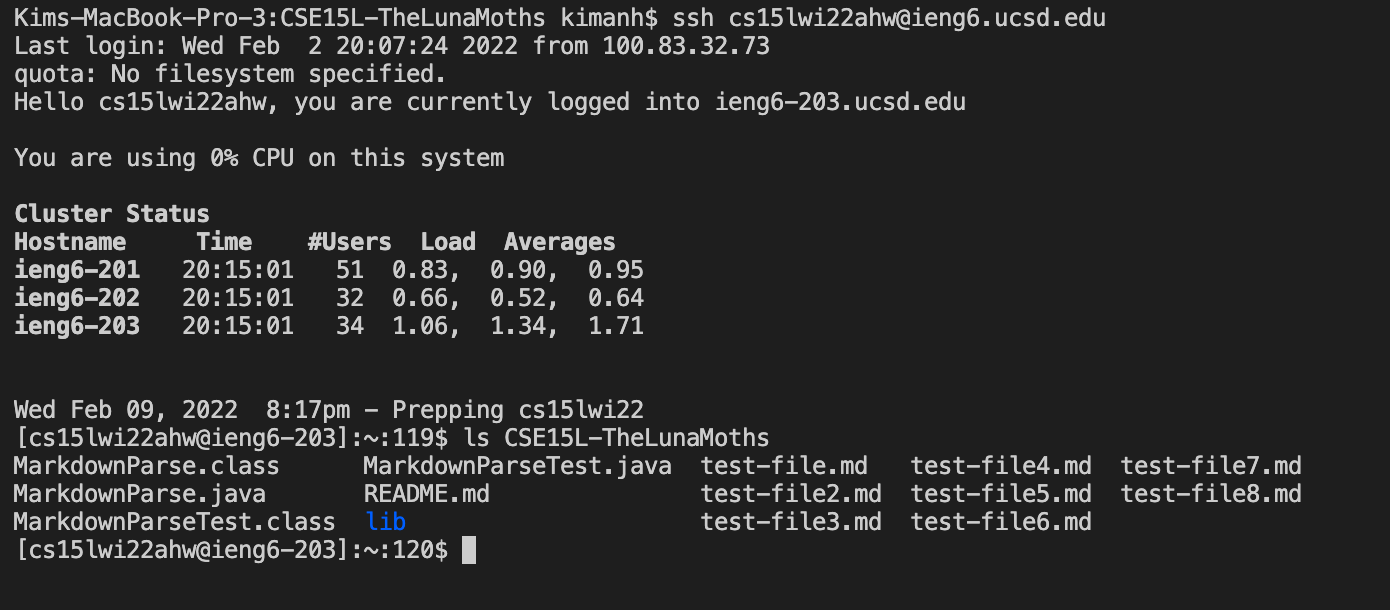 Kims-MacBook-Pro-3:CSE15L-TheLunaMoths kimanh$ ssh cs15lwi22ahw@ieng6.ucsd.edu
Last login: Wed Feb  2 20:07:24 2022 from 100.83.32.73
quota: No filesystem specified.
Hello cs15lwi22ahw, you are currently logged into ieng6-203.ucsd.edu
You are using 0% CPU on this system
Cluster Status
Hostname     Time    #Users  Load  Averages
ieng6-201   20:15:01   51  0.83,  0.90,  0.95
ieng6-202   20:15:01   32  0.66,  0.52,  0.64
ieng6-203   20:15:01   34  1.06,  1.34,  1.71
Wed Feb 09, 2022  8:17pm - Prepping cs15lwi22
[cs15lwi22ahw@ieng6-203]:~:119$ ls CSE15L-TheLunaMoths
MarkdownParse.class      MarkdownParseTest.java  test-file.md   test-file4.md  test-file7.md
MarkdownParse.java       README.md               test-file2.md  test-file5.md  test-file8.md
MarkdownParseTest.class  lib                     test-file3.md  test-file6.md
[cs15lwi22ahw@ieng6-203]:~:120$